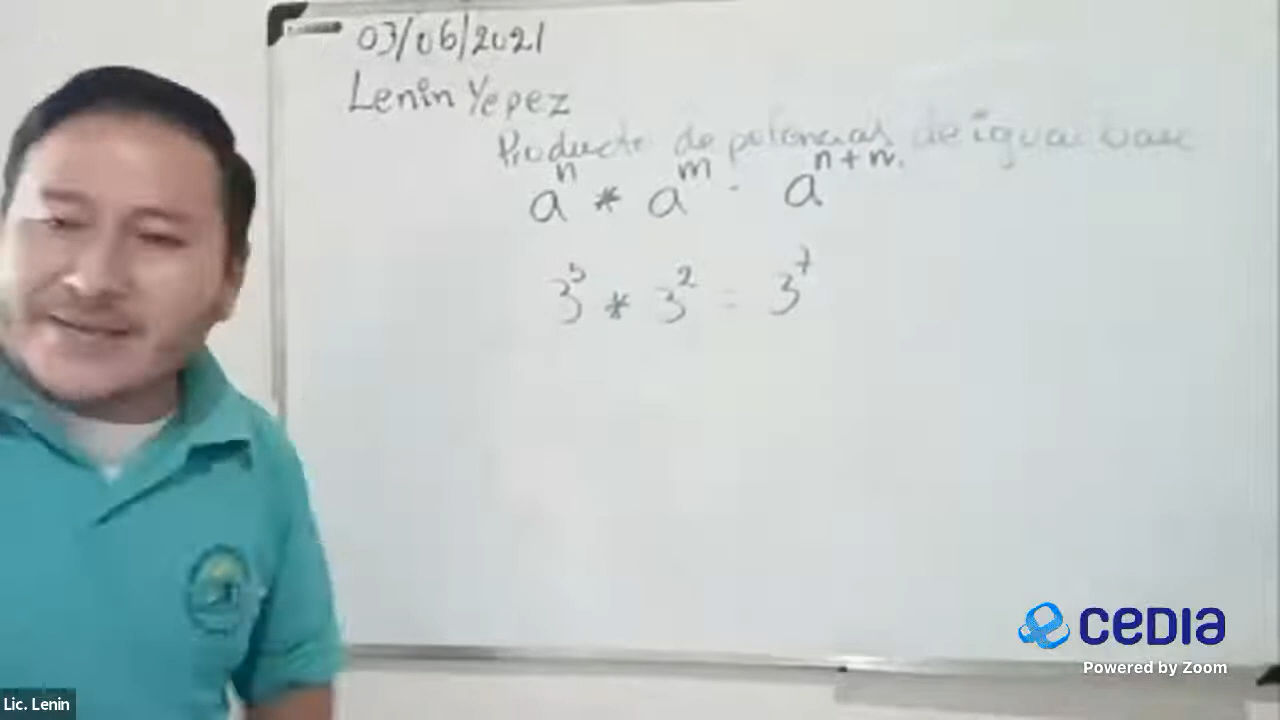 03/06/2021
Lenin Yepez
Producto de potencias de igual base
a^n * a^m = a^{n+m}
3^5 * 3^2 = 3^7
CEDIA
Powered by Zoom
Lic. Lenin